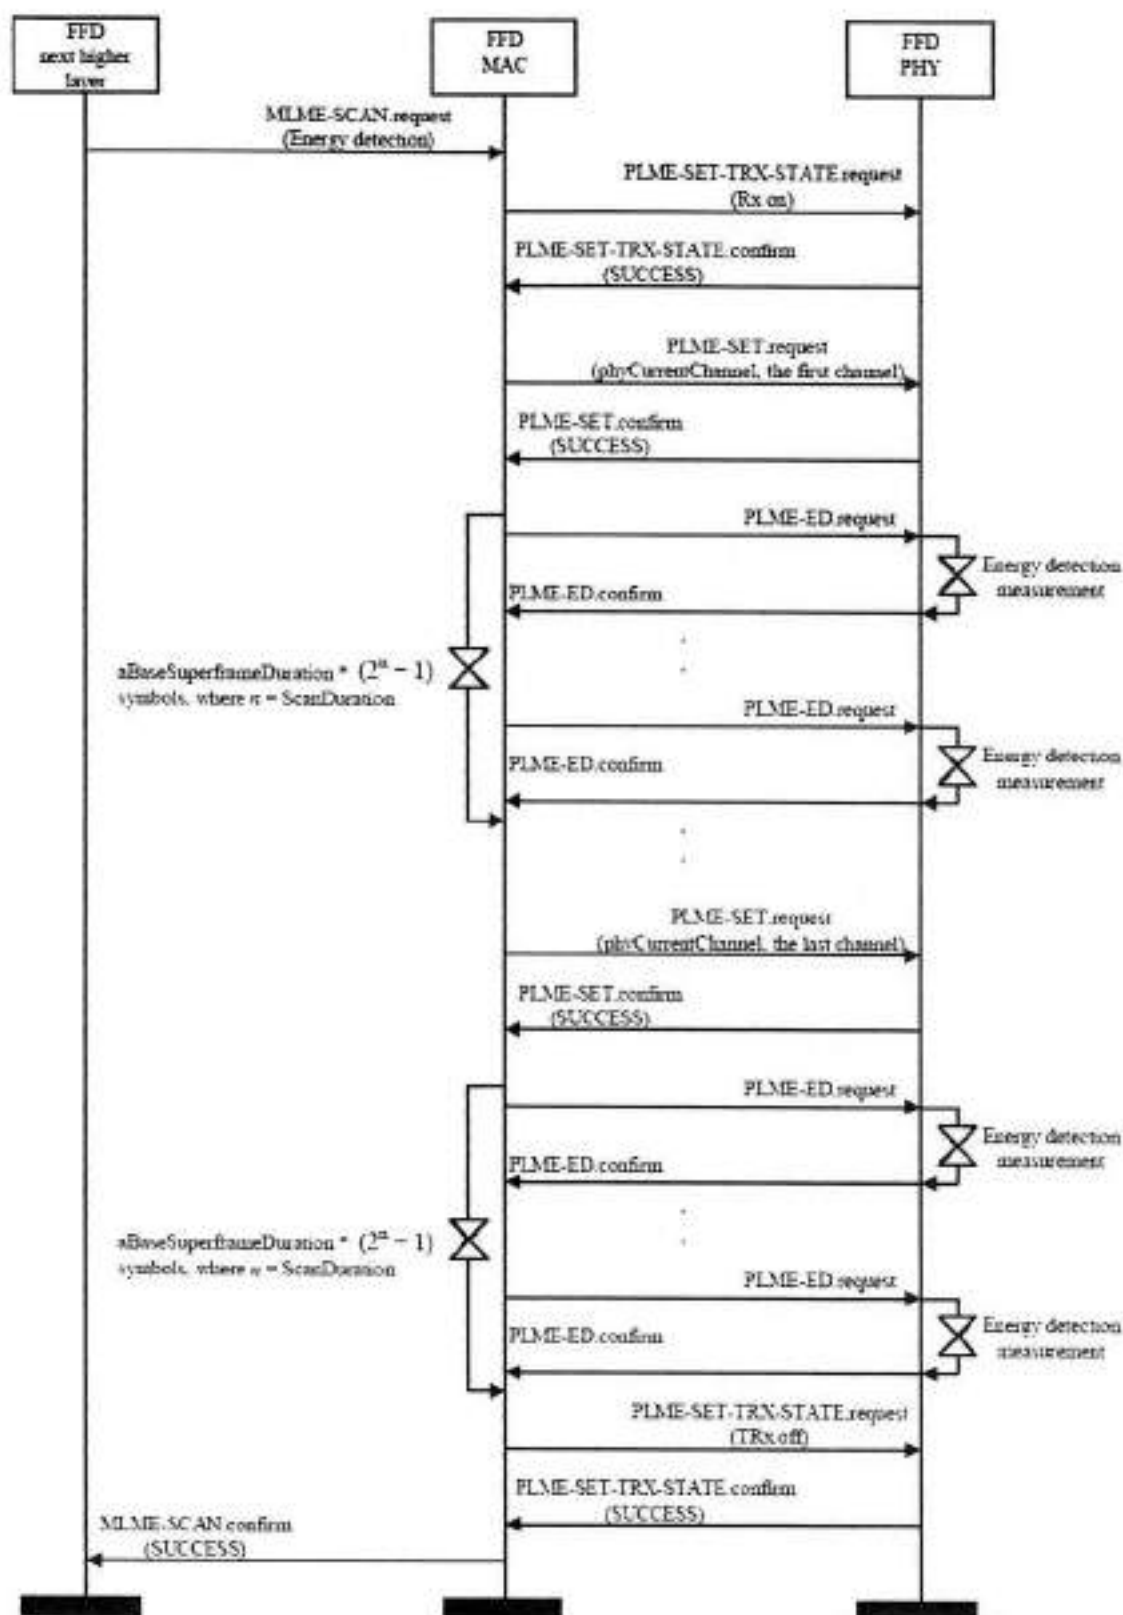 FFD
next higher
layer
FFD
MAC
FFD
PHY
MLME-SCAN.request
(Energy detection)
PLME-SET-TRX-STATE.request
(Rx on)
PLME-SET-TRX-STATE.confirm
(SUCCESS)
PLME-SET.request
(phyCurrentChannel, the first channel)
PLME-SET.confirm
(SUCCESS)
PLME-ED.request
Energy detection
measurement
PLME-ED.confirm
aBaseSuperframeDuration * (2ⁿ − 1)
symbols, where n = ScanDuration
PLME-ED.request
Energy detection
measurement
PLME-ED.confirm
PLME-SET.request
(phyCurrentChannel, the last channel)
PLME-SET.confirm
(SUCCESS)
PLME-ED.request
Energy detection
measurement
PLME-ED.confirm
aBaseSuperframeDuration * (2ⁿ − 1)
symbols, where n = ScanDuration
PLME-ED.request
Energy detection
measurement
PLME-ED.confirm
PLME-SET-TRX-STATE.request
(TRx off)
PLME-SET-TRX-STATE.confirm
(SUCCESS)
MLME-SCAN.confirm
(SUCCESS)